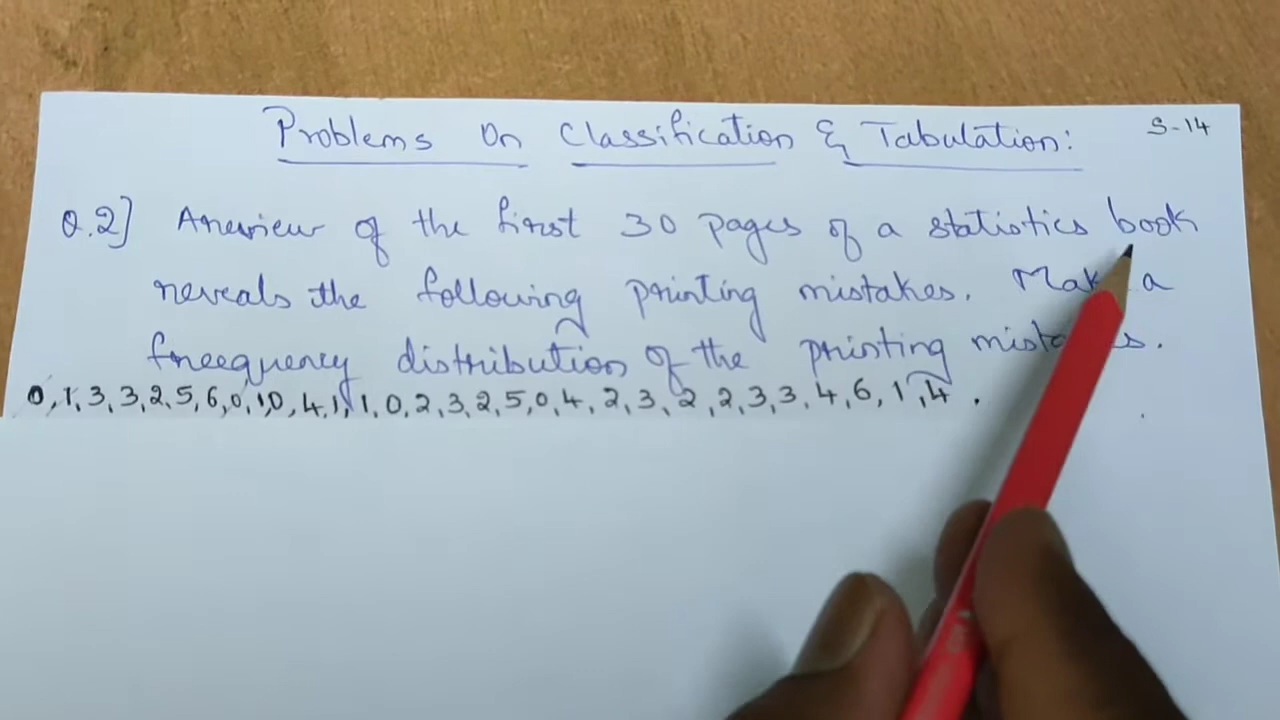 Problems On Classification & Tabulation: S-14
Q.2] A review of the first 30 pages of a statistics book
reveals the following printing mistakes. Make a
freequency distribution of the printing mistakes.
0,1,3,3,2,5,6,0,1,0,4,1,1,0,2,3,2,5,0,4,2,3,2,2,3,3,4,6,1,4.